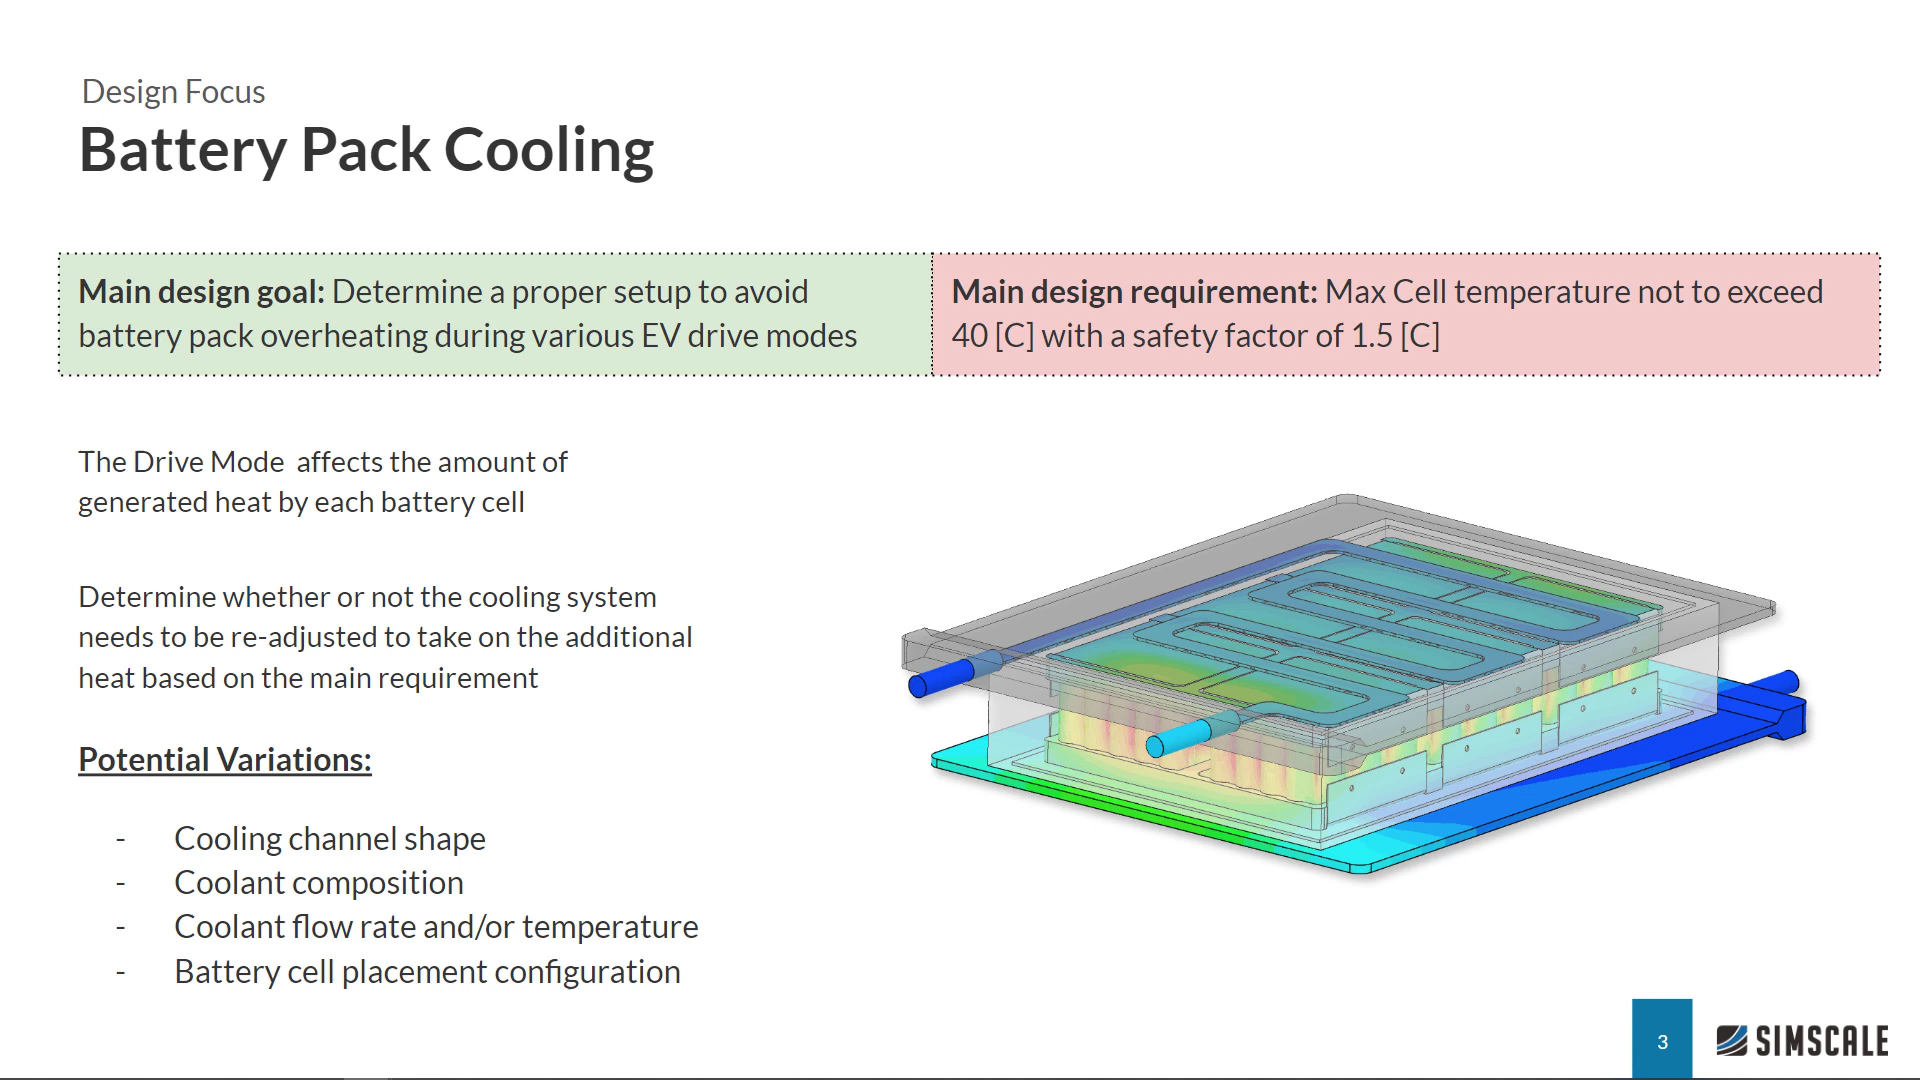 Design Focus
Battery Pack Cooling
Main design goal: Determine a proper setup to avoid
battery pack overheating during various EV drive modes
Main design requirement: Max Cell temperature not to exceed
40 [C] with a safety factor of 1.5 [C]
The Drive Mode  affects the amount of
generated heat by each battery cell
Determine whether or not the cooling system
needs to be re-adjusted to take on the additional
heat based on the main requirement
Potential Variations:
- Cooling channel shape
- Coolant composition
- Coolant flow rate and/or temperature
- Battery cell placement configuration
3
SIMSCALE